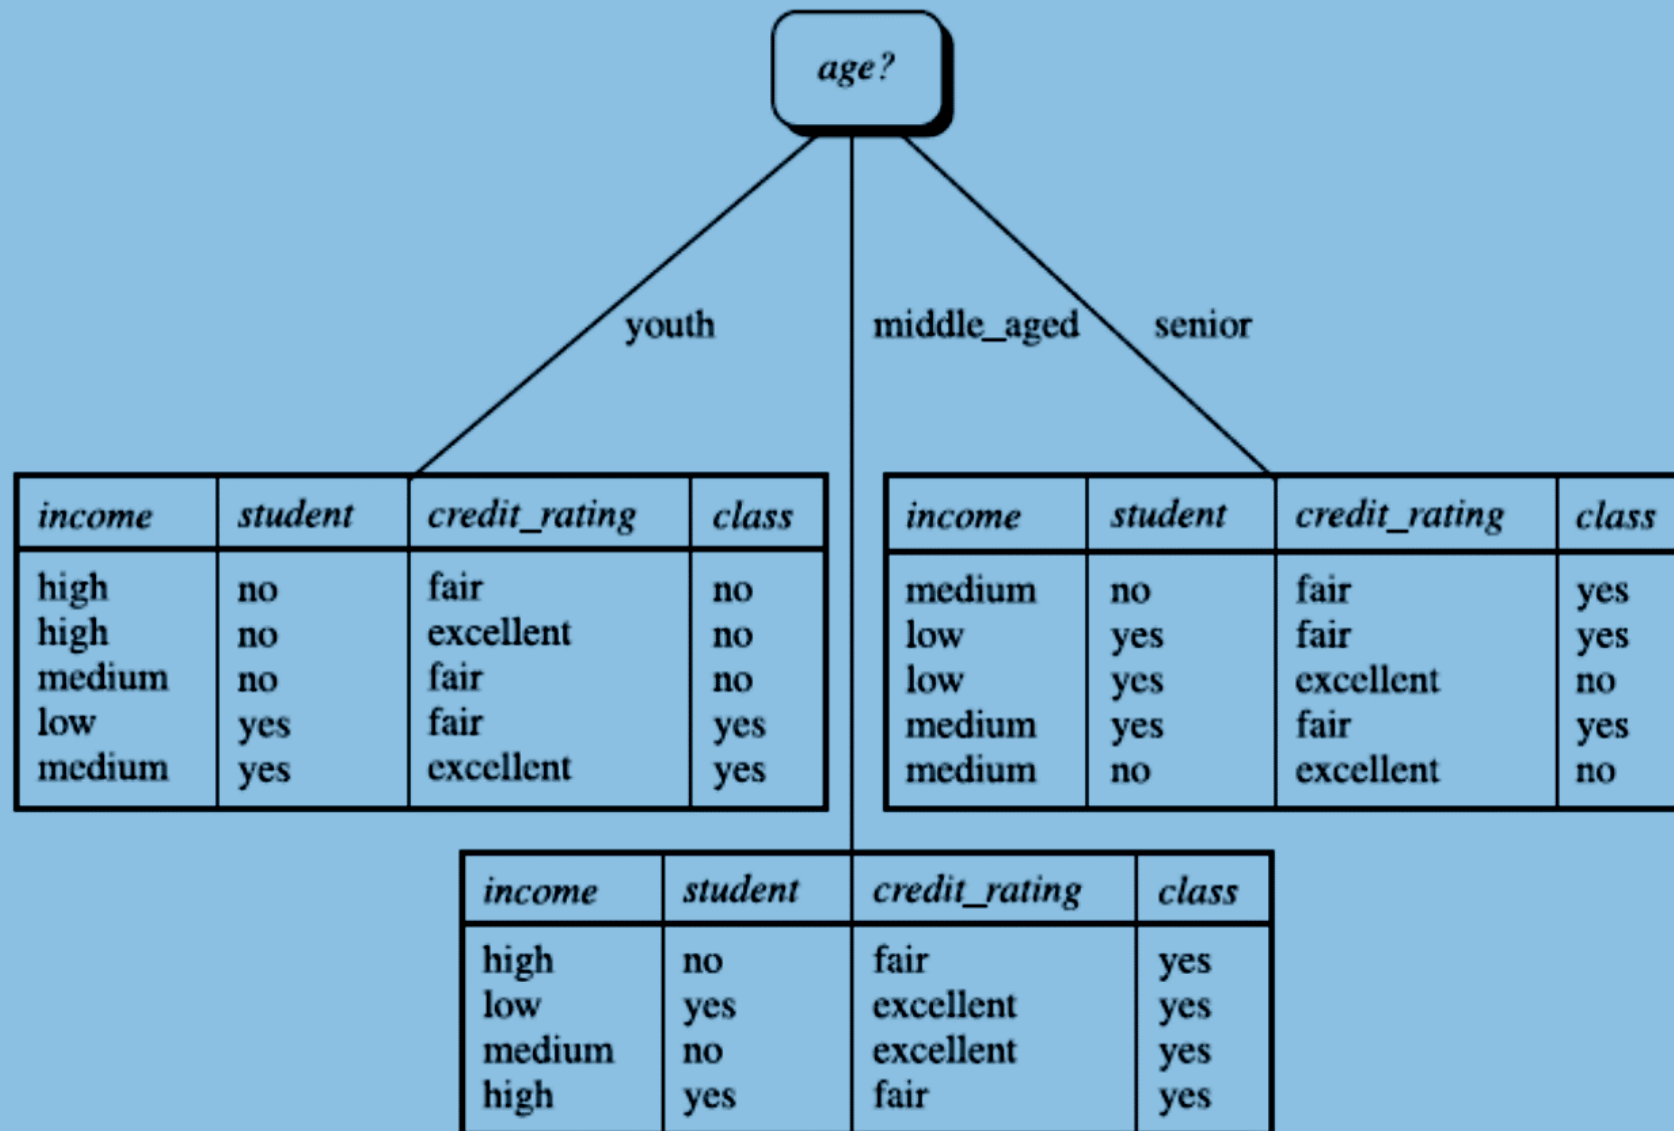 age?
youth middle_aged senior
income student credit_rating class
high no fair no
high no excellent no
medium no fair no
low yes fair yes
medium yes excellent yes
income student credit_rating class
medium no fair yes
low yes fair yes
low yes excellent no
medium yes fair yes
medium no excellent no
income student credit_rating class
high no fair yes
low yes excellent yes
medium no excellent yes
high yes fair yes